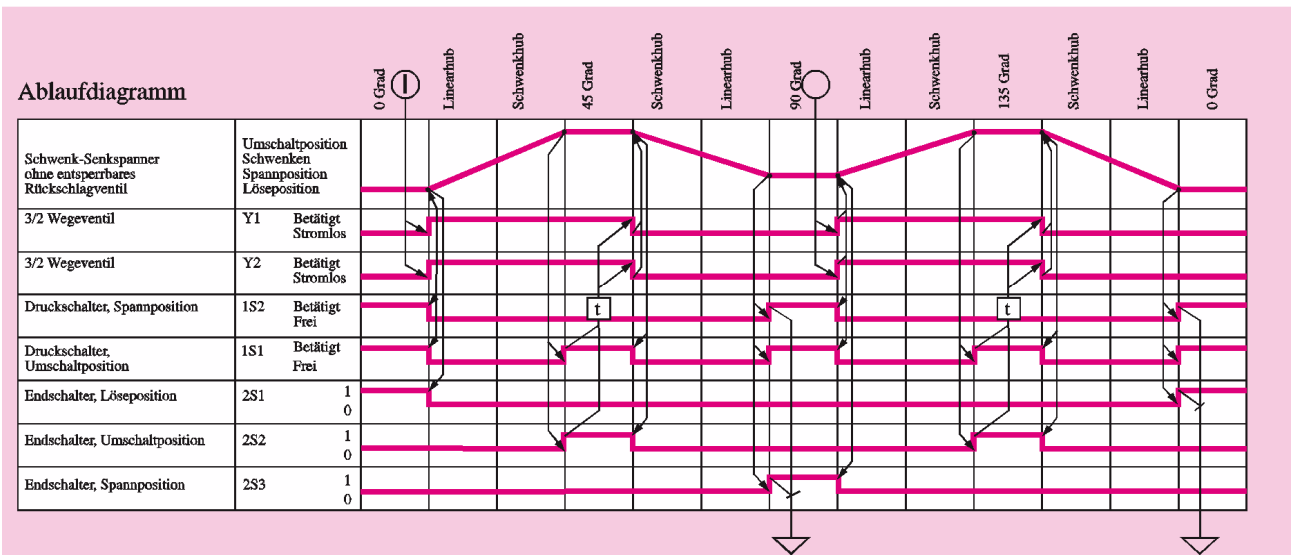 Ablaufdiagramm
0 Grad
Linearhub
Schwenkhub
45 Grad
Schwenkhub
Linearhub
90 Grad
Linearhub
Schwenkhub
135 Grad
Schwenkhub
Linearhub
0 Grad
Schwenk-Senkspanner
ohne entsperrbares
Rückschlagventil
Umschaltposition
Schwenken
Spannposition
Löseposition
3/2 Wegeventil Y1 Betätigt
Stromlos
3/2 Wegeventil Y2 Betätigt
Stromlos
Druckschalter, Spannposition 1S2 Betätigt
Frei
t
t
Druckschalter,
Umschaltposition
1S1 Betätigt
Frei
Endschalter, Löseposition 2S1 1
0
Endschalter, Umschaltposition 2S2 1
0
Endschalter, Spannposition 2S3 1
0